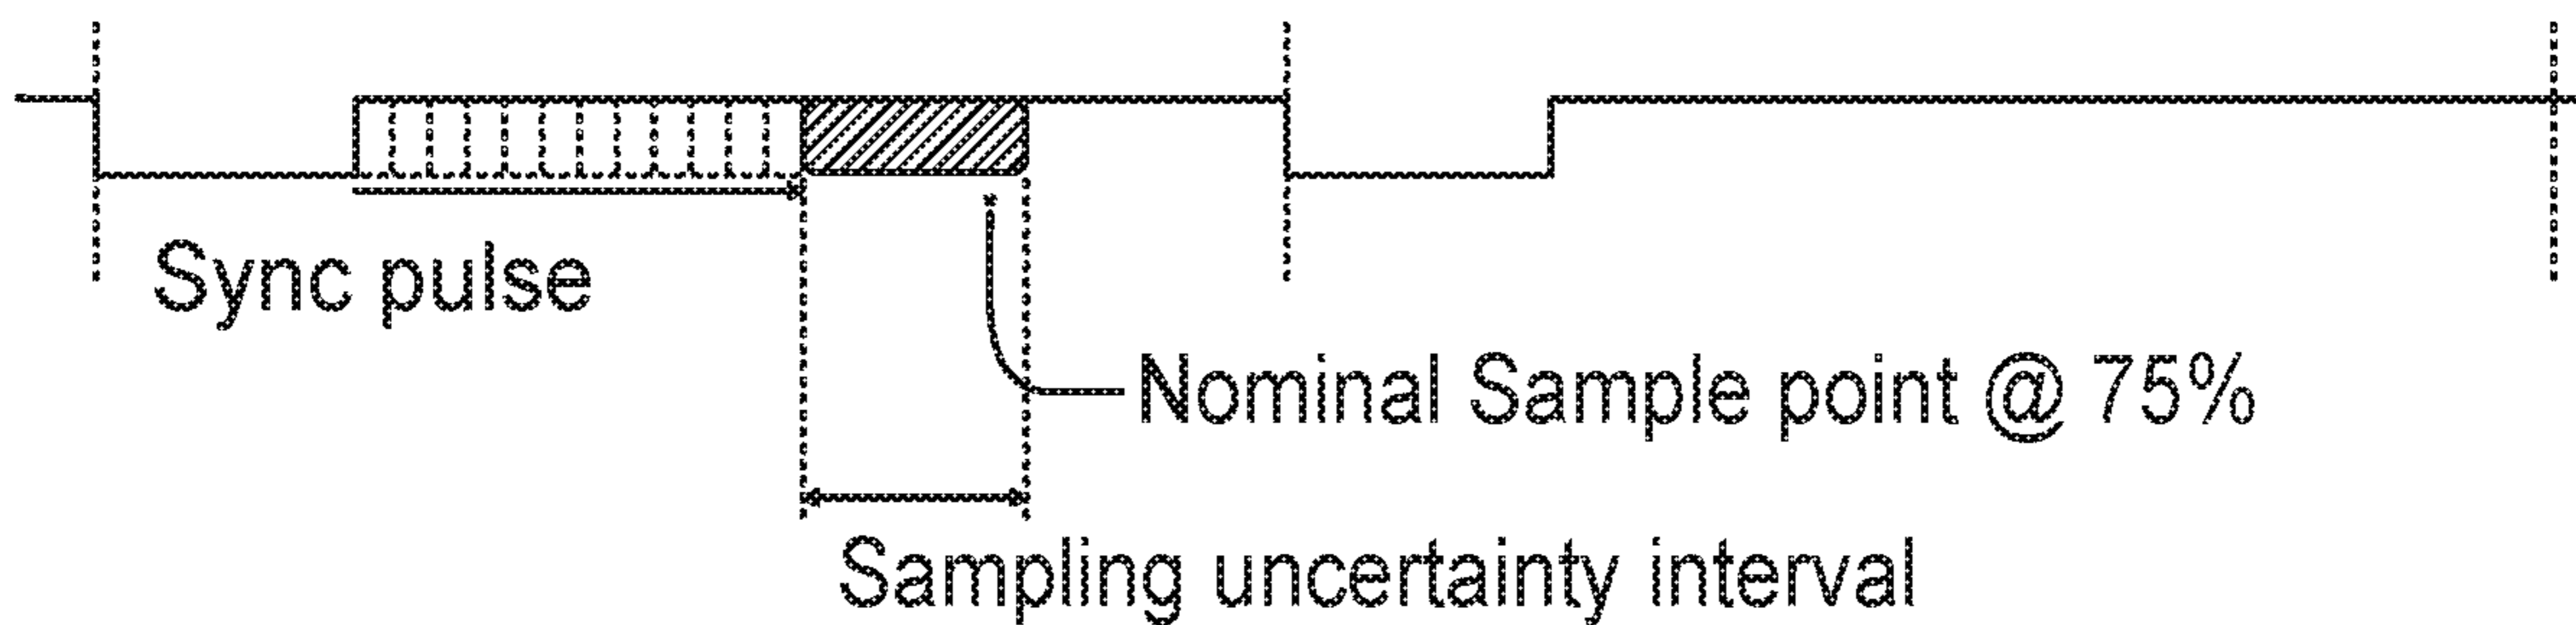 Sync pulse
Nominal Sample point @ 75%
Sampling uncertainty interval